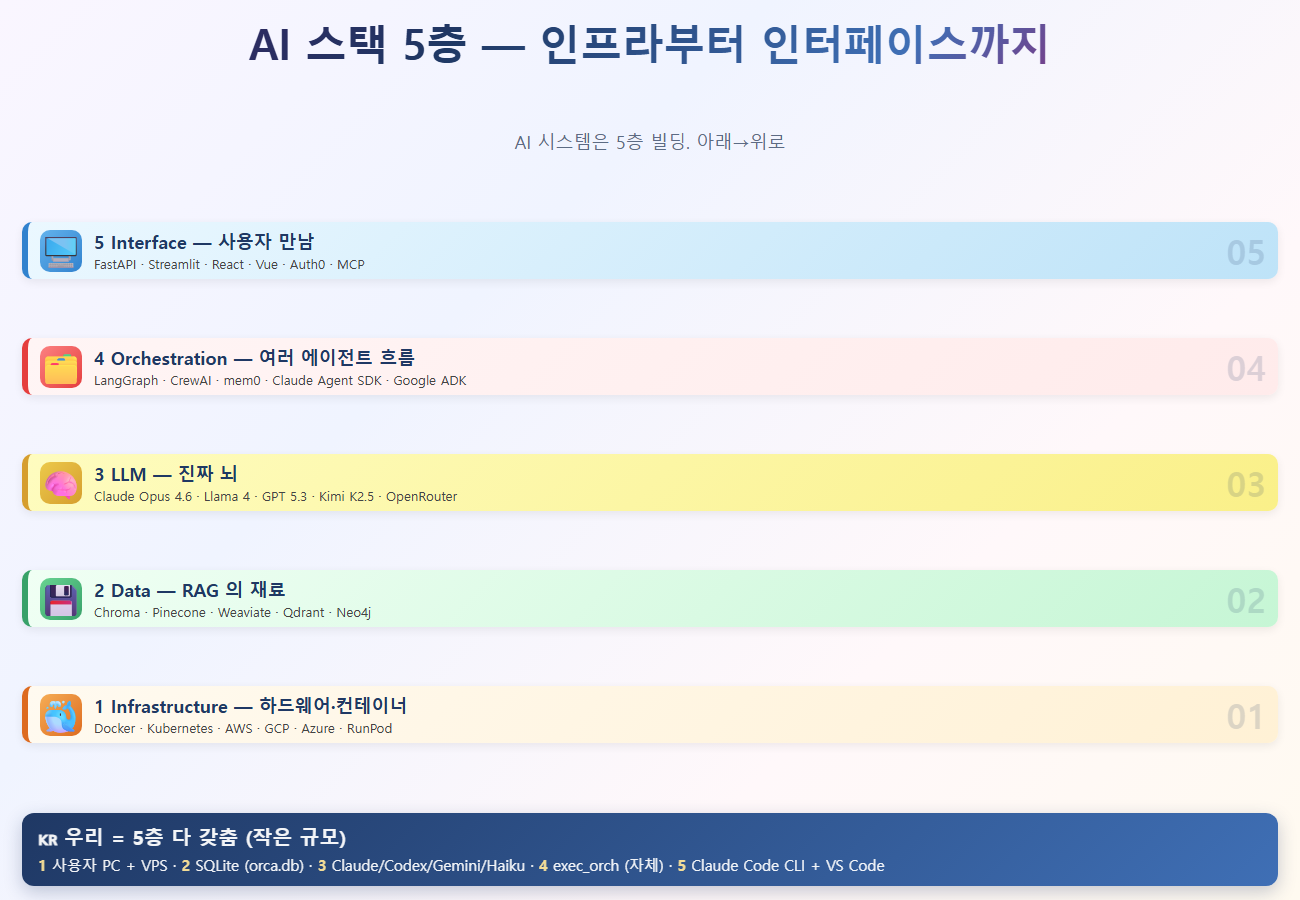 AI 스택 5층 — 인프라부터 인터페이스까지
AI 시스템은 5층 빌딩. 아래→위로
5 Interface — 사용자 만남
FastAPI · Streamlit · React · Vue · Auth0 · MCP
05
4 Orchestration — 여러 에이전트 흐름
LangGraph · CrewAI · mem0 · Claude Agent SDK · Google ADK
04
3 LLM — 진짜 뇌
Claude Opus 4.6 · Llama 4 · GPT 5.3 · Kimi K2.5 · OpenRouter
03
2 Data — RAG 의 재료
Chroma · Pinecone · Weaviate · Qdrant · Neo4j
02
1 Infrastructure — 하드웨어·컨테이너
Docker · Kubernetes · AWS · GCP · Azure · RunPod
01
KR 우리 = 5층 다 갖춤 (작은 규모)
1 사용자 PC + VPS · 2 SQLite (orca.db) · 3 Claude/Codex/Gemini/Haiku · 4 exec_orch (자체) · 5 Claude Code CLI + VS Code